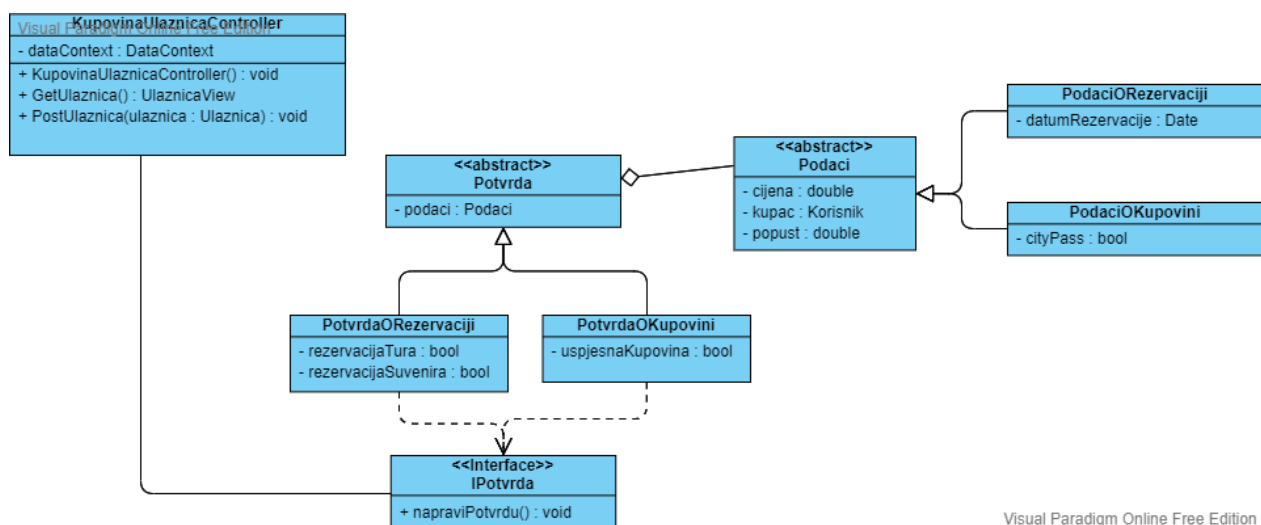 KupovinaUlaznicaController
Visual Paradigm Online Free Edition
- dataContext : DataContext
+ KupovinaUlaznicaController() : void
+ GetUlaznica() : UlaznicaView
+ PostUlaznica(ulaznica : Ulaznica) : void
<<abstract>>
Potvrda
- podaci : Podaci
<<abstract>>
Podaci
- cijena : double
- kupac : Korisnik
- popust : double
PodaciORezervaciji
- datumRezervacije : Date
PodaciOKupovini
- cityPass : bool
PotvrdaORezervaciji
- rezervacijaTura : bool
- rezervacijaSuvenira : bool
PotvrdaOKupovini
- uspjesnaKupovina : bool
<<Interface>>
IPotvrda
+ napraviPotvrdu() : void
Visual Paradigm Online Free Edition